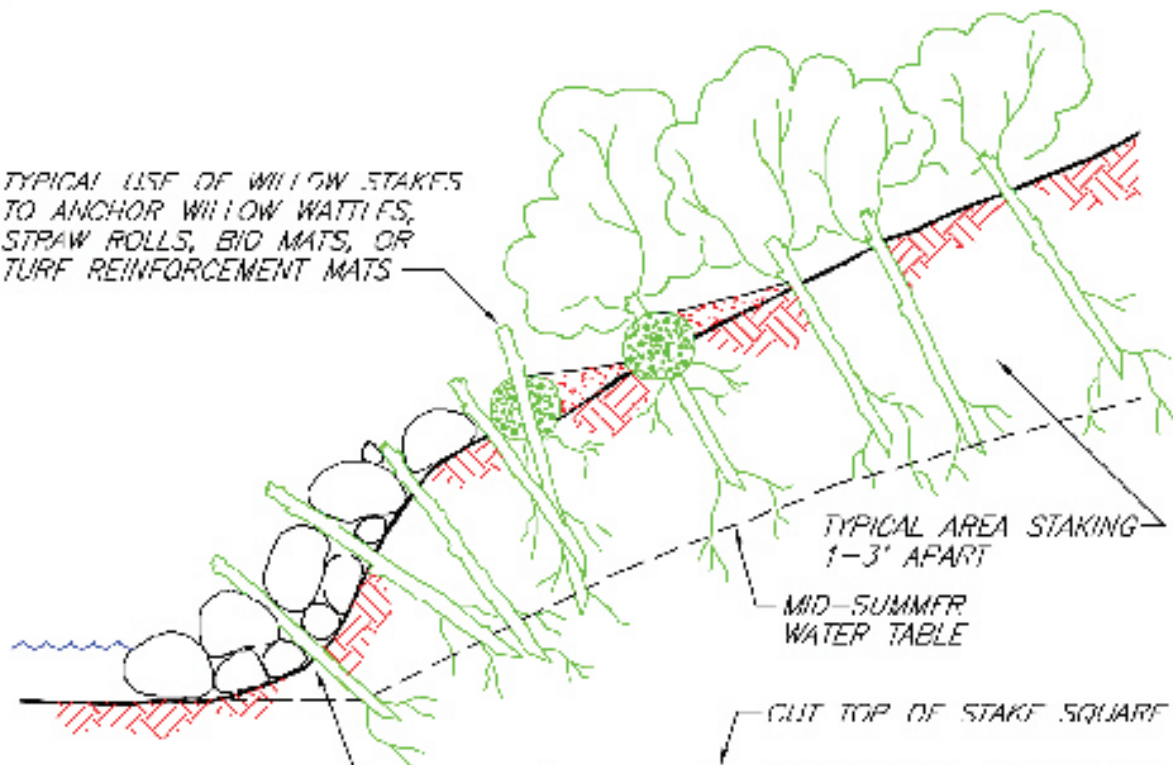 TYPICAL USE OF WILLOW STAKES
TO ANCHOR WILLOW WATTLES,
STRAW ROLLS, BIO MATS, OR
TURF REINFORCEMENT MATS
TYPICAL AREA STAKING
1-3' APART
MID-SUMMER
WATER TABLE
CUT TOP OF STAKE SQUARE